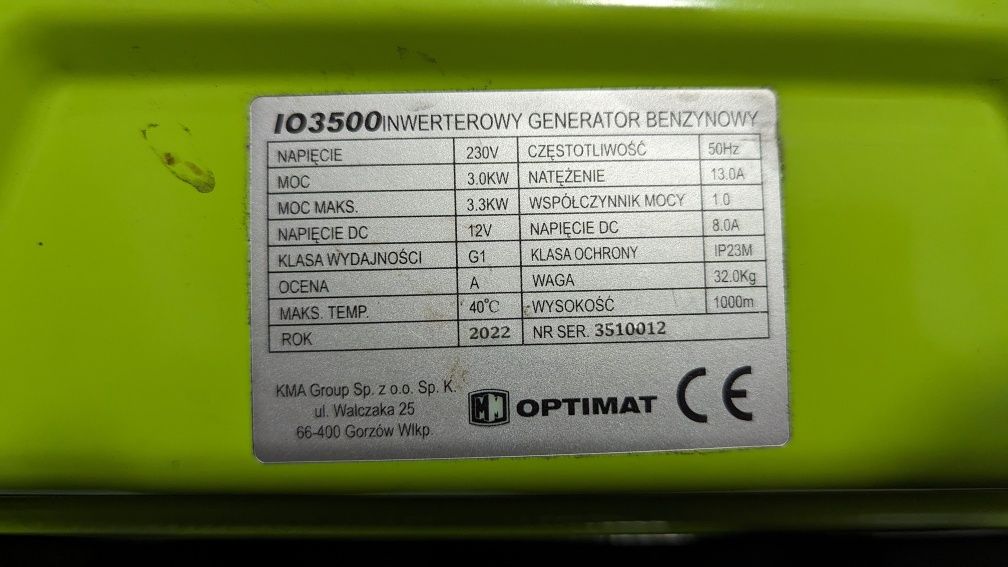 IO3500 INWERTEROWY GENERATOR BENZYNOWY
NAPIĘCIE 230V CZĘSTOTLIWOŚĆ 50Hz
MOC 3.0KW NATĘŻENIE 13.0A
MOC MAKS. 3.3KW WSPÓŁCZYNNIK MOCY 1.0
NAPIĘCIE DC 12V NAPIĘCIE DC 8.0A
KLASA WYDAJNOŚCI G1 KLASA OCHRONY IP23M
OCENA A WAGA 32.0Kg
MAKS. TEMP. 40°C WYSOKOŚĆ 1000m
ROK 2022 NR SER. 3510012
KMA Group Sp. z o.o. Sp. K.
ul. Walczaka 25
66-400 Gorzów Wlkp.
MM OPTIMAT CE